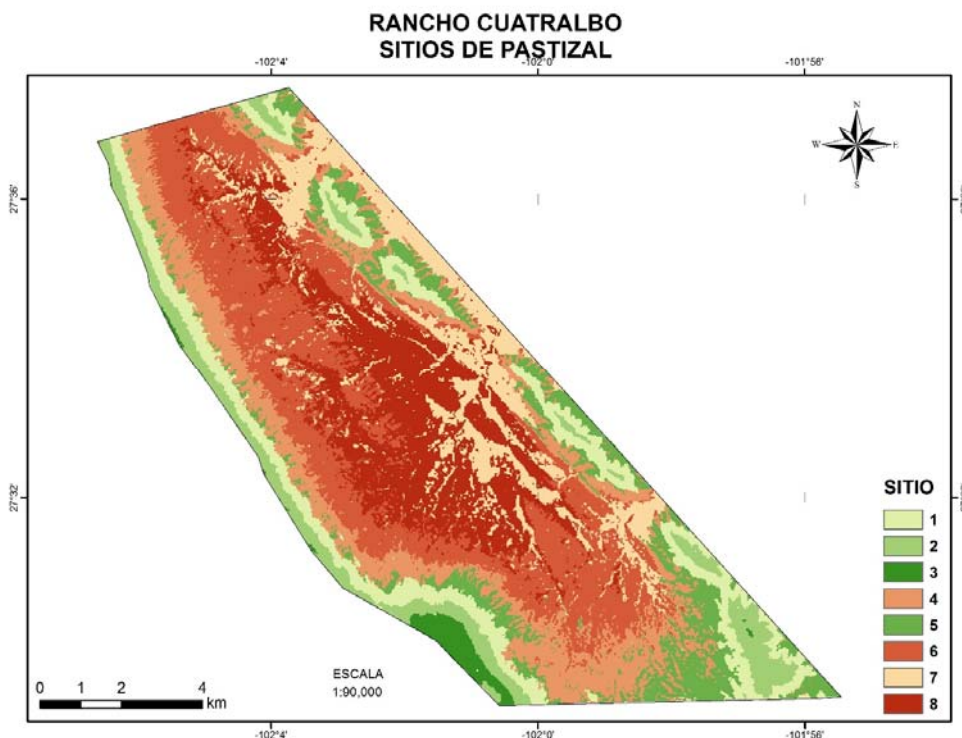 RANCHO CUATRALBO
SITIOS DE PASTIZAL
-102°4'
-102°0'
-101°56'
N
W
E
S
27°36'
27°32'
SITIO
1
2
3
4
5
6
7
8
ESCALA
1:90,000
0 1 2 4
km
-102°4'
-102°0'
-101°56'